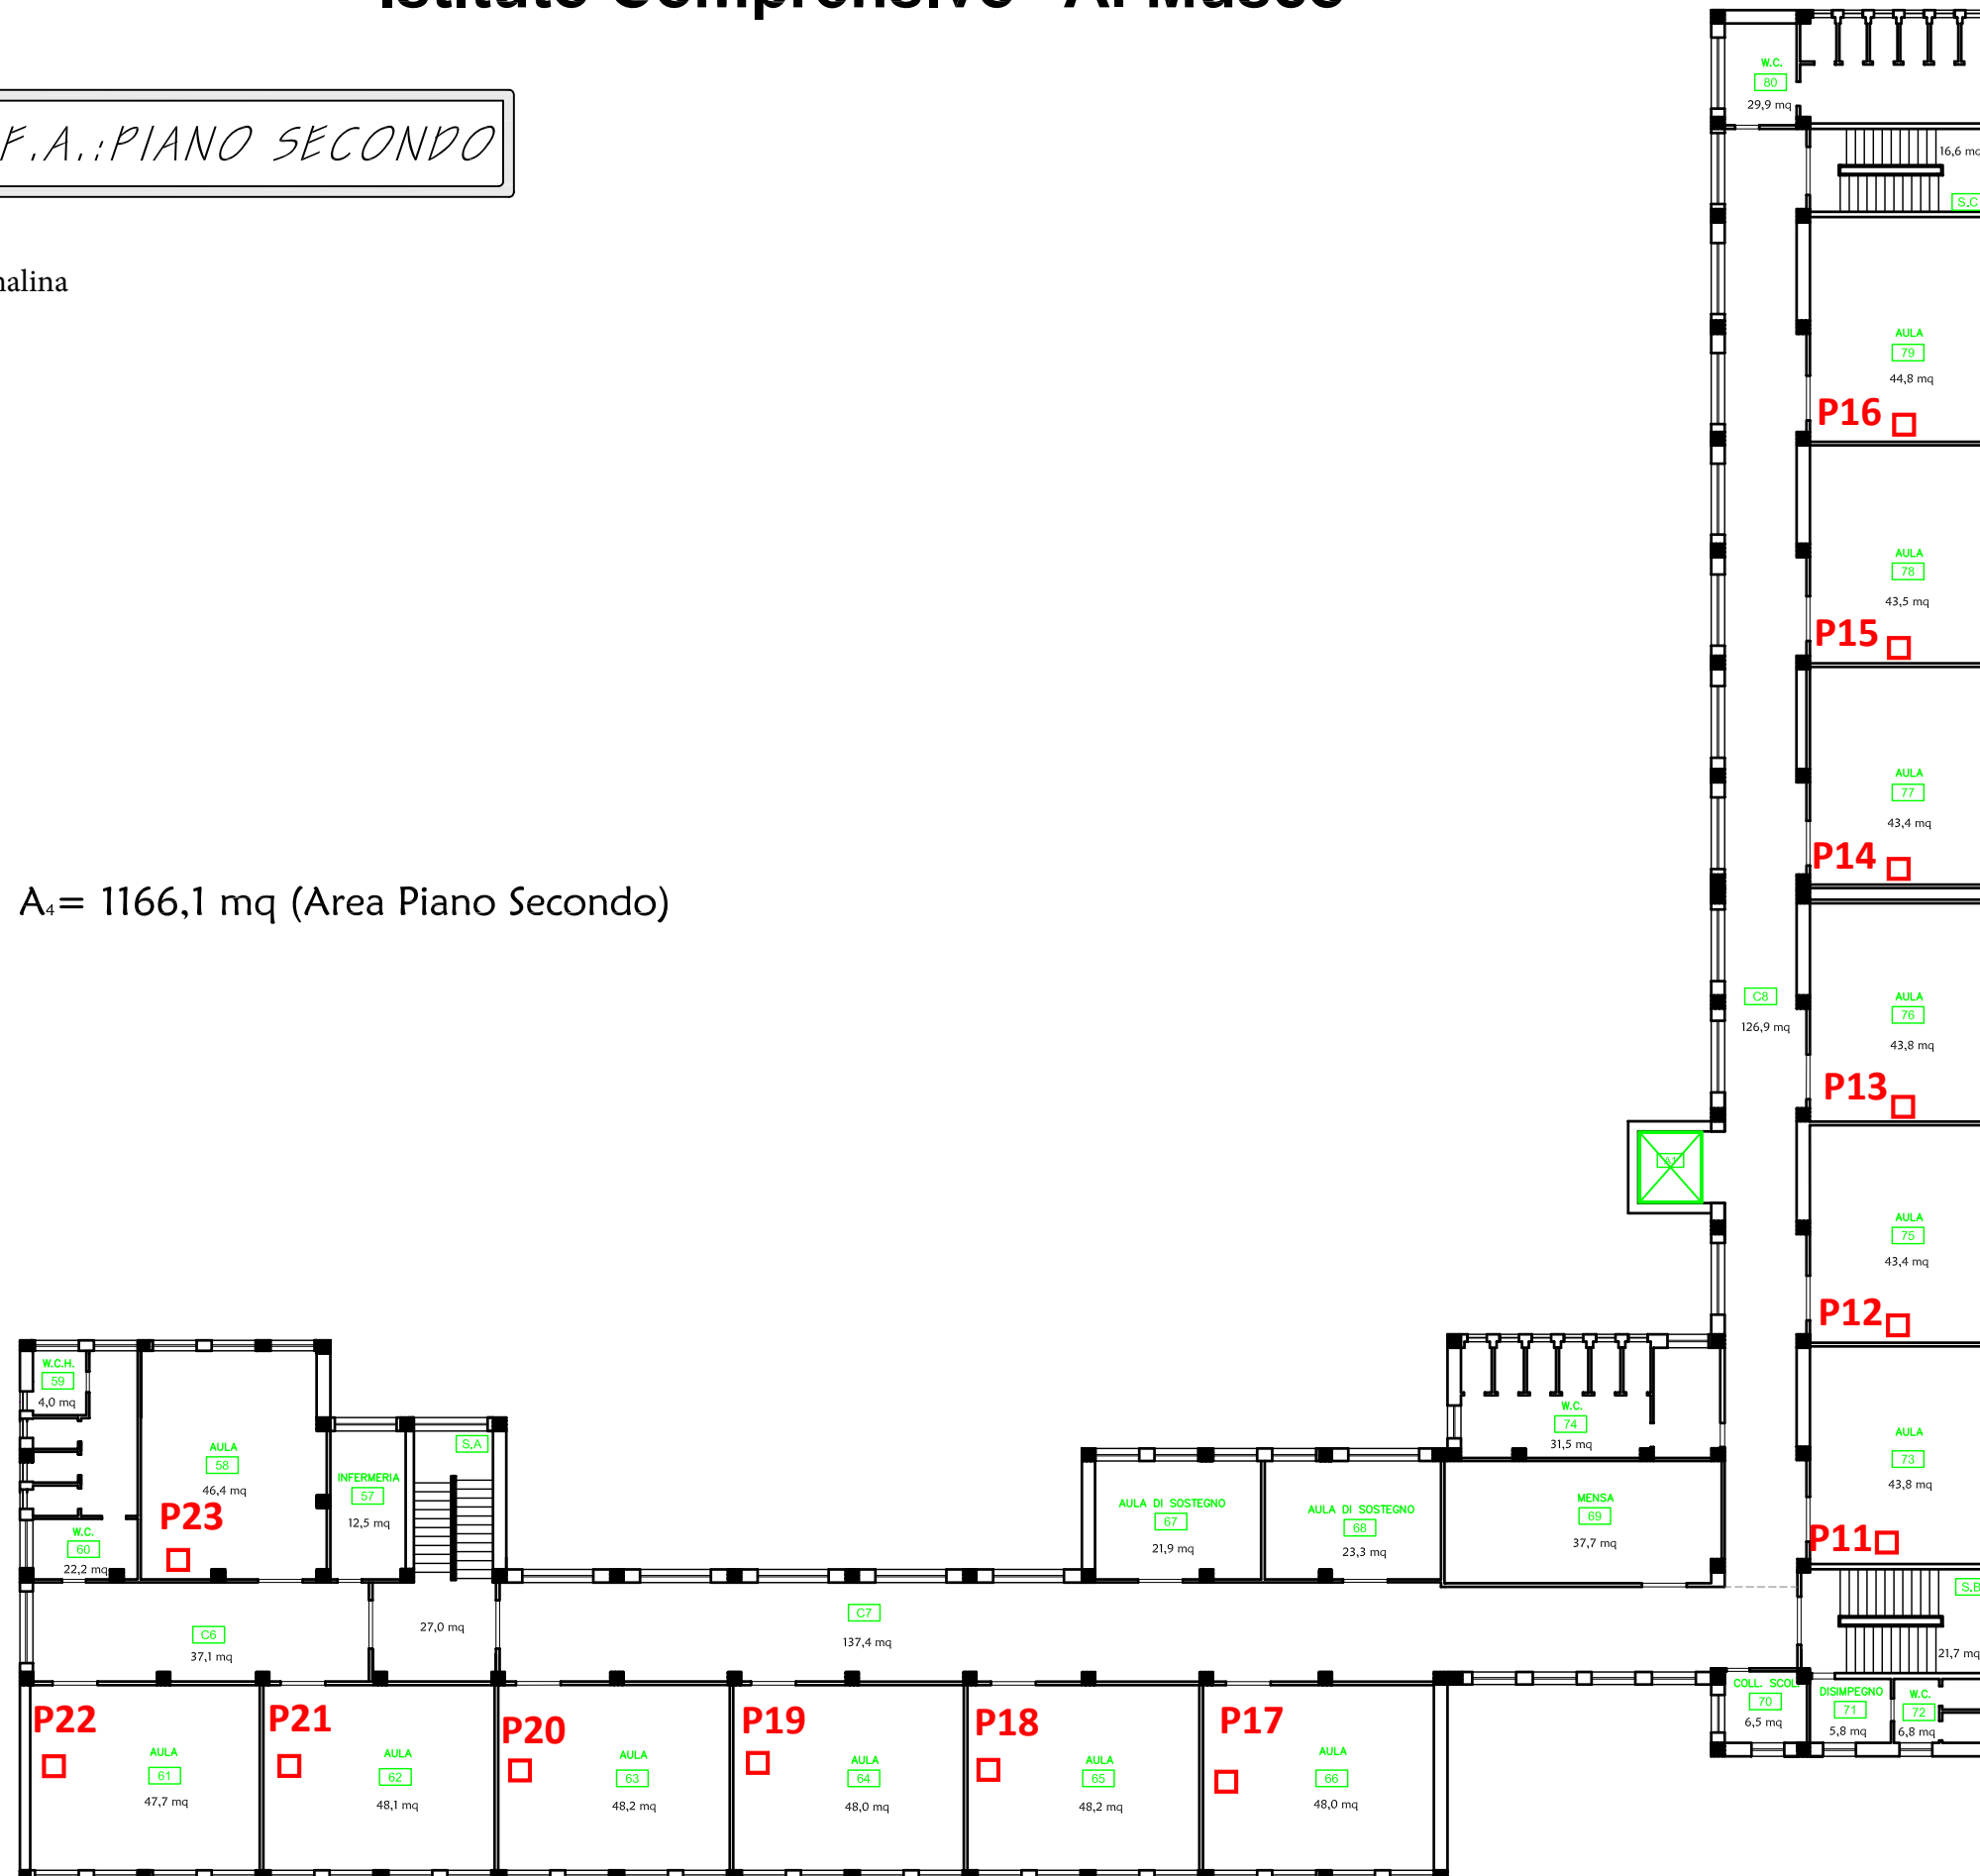 F.A.:PIANO SECONDO
A4= 1166,1 mq (Area Piano Secondo)
W.C.
80
29,9 mq
16,6 mq
AULA
79
44,8 mq
P16
AULA
78
43,5 mq
P15
AULA
77
43,4 mq
P14
C8
126,9 mq
AULA
76
43,8 mq
P13
A1
AULA
75
43,4 mq
P12
AULA
73
43,8 mq
P11
W.C.H.
59
4,0 mq
AULA
58
46,4 mq
P23
W.C.
60
22,2 mq
INFERMERIA
57
12,5 mq
S.A
AULA DI SOSTEGNO
67
21,9 mq
AULA DI SOSTEGNO
68
23,3 mq
W.C.
74
31,5 mq
MENSA
69
37,7 mq
S.B
21,7 mq
C6
37,1 mq
27,0 mq
C7
137,4 mq
COLL. SCOL.
70
6,5 mq
DISIMPEGNO
71
5,8 mq
W.C.
72
6,8 mq
P22
AULA
61
47,7 mq
P21
AULA
62
48,1 mq
P20
AULA
63
48,2 mq
P19
AULA
64
48,0 mq
P18
AULA
65
48,2 mq
P17
AULA
66
48,0 mq